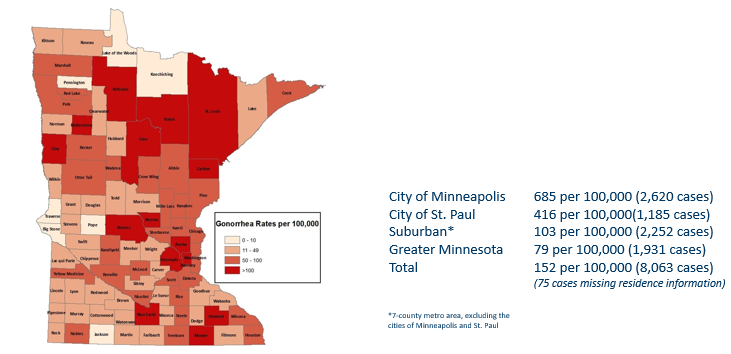 Kittson
Roseau
Lake of the Woods
Marshall
Koochiching
Pennington
Red Lake
Polk
Clearwater
Beltrami
Itasca
St. Louis
Lake
Cook
Norman
Mahnomen
Clay
Becker
Hubbard
Cass
Wadena
Crow Wing
Aitkin
Carlton
Wilkin
Otter Tail
Todd
Morrison
Mille Lacs
Kanabec
Pine
Grant
Douglas
Traverse
Big Stone
Stevens
Pope
Stearns
Benton
Sherburne
Isanti
Chisago
Swift
Kandiyohi
Meeker
Wright
Anoka
Washington
Hennepin
Ramsey
Lac qui Parle
Chippewa
Yellow Medicine
Renville
McLeod
Carver
Scott
Dakota
Sibley
Lincoln
Lyon
Redwood
Brown
Nicollet
Le Sueur
Rice
Goodhue
Wabasha
Pipestone
Murray
Cottonwood
Watonwan
Blue Earth
Waseca
Steele
Dodge
Olmsted
Winona
Rock
Nobles
Jackson
Martin
Faribault
Freeborn
Mower
Fillmore
Houston
Gonorrhea Rates per 100,000
0 - 10
11 - 49
50 - 100
>100
City of Minneapolis 685 per 100,000 (2,620 cases)
City of St. Paul 416 per 100,000(1,185 cases)
Suburban* 103 per 100,000 (2,252 cases)
Greater Minnesota 79 per 100,000 (1,931 cases)
Total 152 per 100,000 (8,063 cases)
(75 cases missing residence information)
*7-county metro area, excluding the
cities of Minneapolis and St. Paul